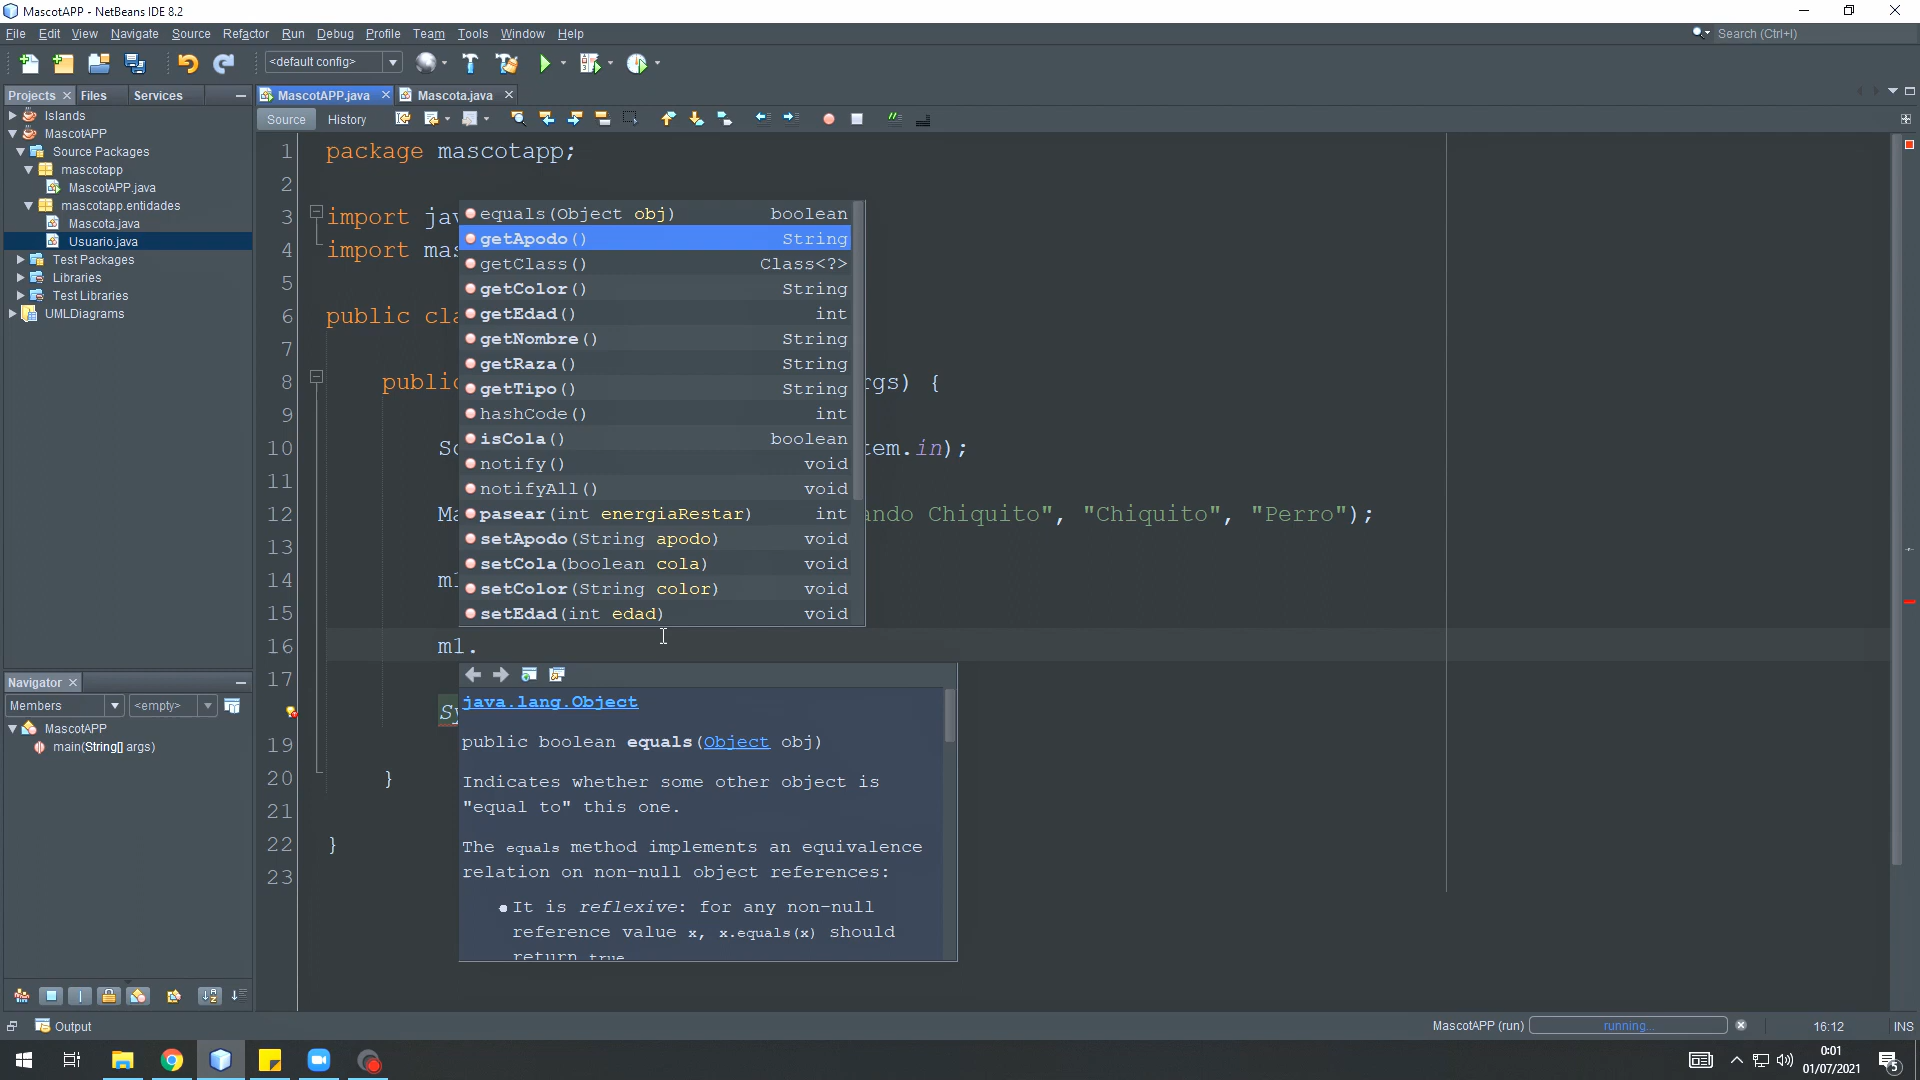 MascotAPP - NetBeans IDE 8.2
File Edit View Navigate Source Refactor Run Debug Profile Team Tools Window Help
Search (Ctrl+I)
<default config>
Projects Files Services
MascotAPP.java Mascota.java
Source History
Islands
MascotAPP
Source Packages
mascotapp
MascotAPP.java
mascotapp.entidades
Mascota.java
Usuario.java
Test Packages
Libraries
Test Libraries
UMLDiagrams
Navigator
Members <empty>
MascotAPP
main(String[] args)
1 package mascotapp;
2
3 import jav
4 import mas
5
6 public cla
7
8 public rgs) {
9
10 Sc tem.in);
11
12 Ma ando Chiquito", "Chiquito", "Perro");
13
14 m1
15
16 m1.
17
Sy
19
20 }
21
22 }
23
equals(Object obj) boolean
getApodo() String
getClass() Class<?>
getColor() String
getEdad() int
getNombre() String
getRaza() String
getTipo() String
hashCode() int
isCola() boolean
notify() void
notifyAll() void
pasear(int energiaRestar) int
setApodo(String apodo) void
setCola(boolean cola) void
setColor(String color) void
setEdad(int edad) void
java.lang.Object
public boolean equals(Object obj)
Indicates whether some other object is
"equal to" this one.
The equals method implements an equivalence
relation on non-null object references:
It is reflexive: for any non-null
reference value x, x.equals(x) should
return true
Output
MascotAPP (run) running... 16:12 INS
0:01
01/07/2021
5